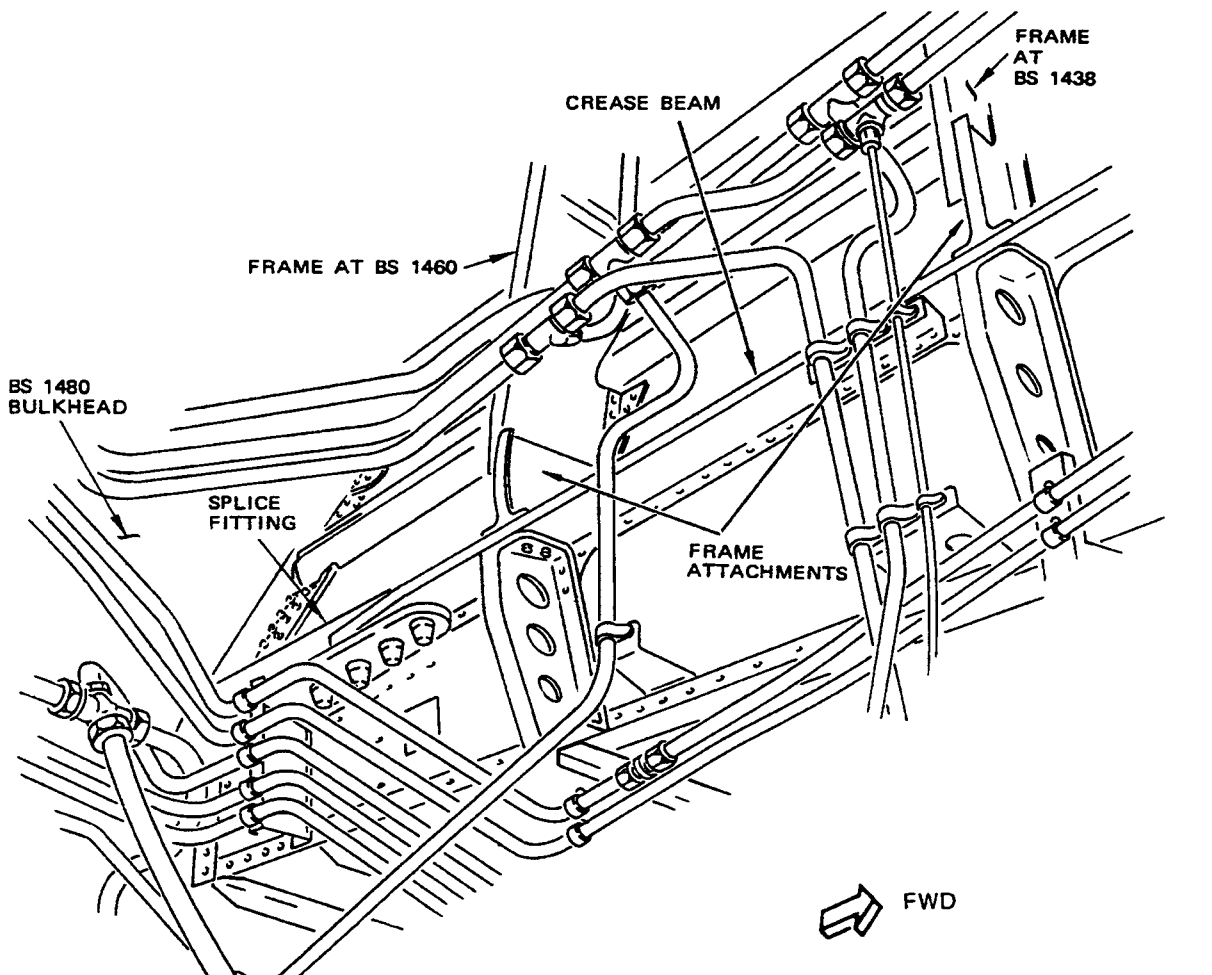 FRAME
AT
BS 1438
CREASE BEAM
FRAME AT BS 1460
BS 1480
BULKHEAD
SPLICE
FITTING
FRAME
ATTACHMENTS
FWD